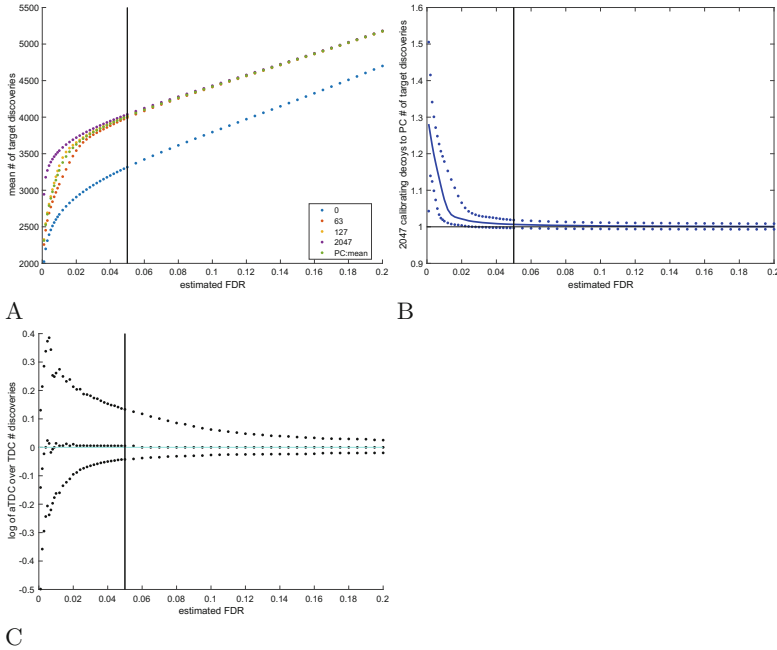 5500
5000
4500
4000
3500
3000
2500
2000
mean # of target discoveries
0
63
127
2047
PC:mean
0 0.02 0.04 0.06 0.08 0.1 0.12 0.14 0.16 0.18 0.2
estimated FDR
A
1.6
1.5
1.4
1.3
1.2
1.1
1
0.9
2047 calibrating decoys to PC # of target discoveries
0 0.02 0.04 0.06 0.08 0.1 0.12 0.14 0.16 0.18 0.2
estimated FDR
B
0.4
0.3
0.2
0.1
0
-0.1
-0.2
-0.3
-0.4
-0.5
log of aTDC over TDC # discoveries
0 0.02 0.04 0.06 0.08 0.1 0.12 0.14 0.16 0.18 0.2
estimated FDR
C